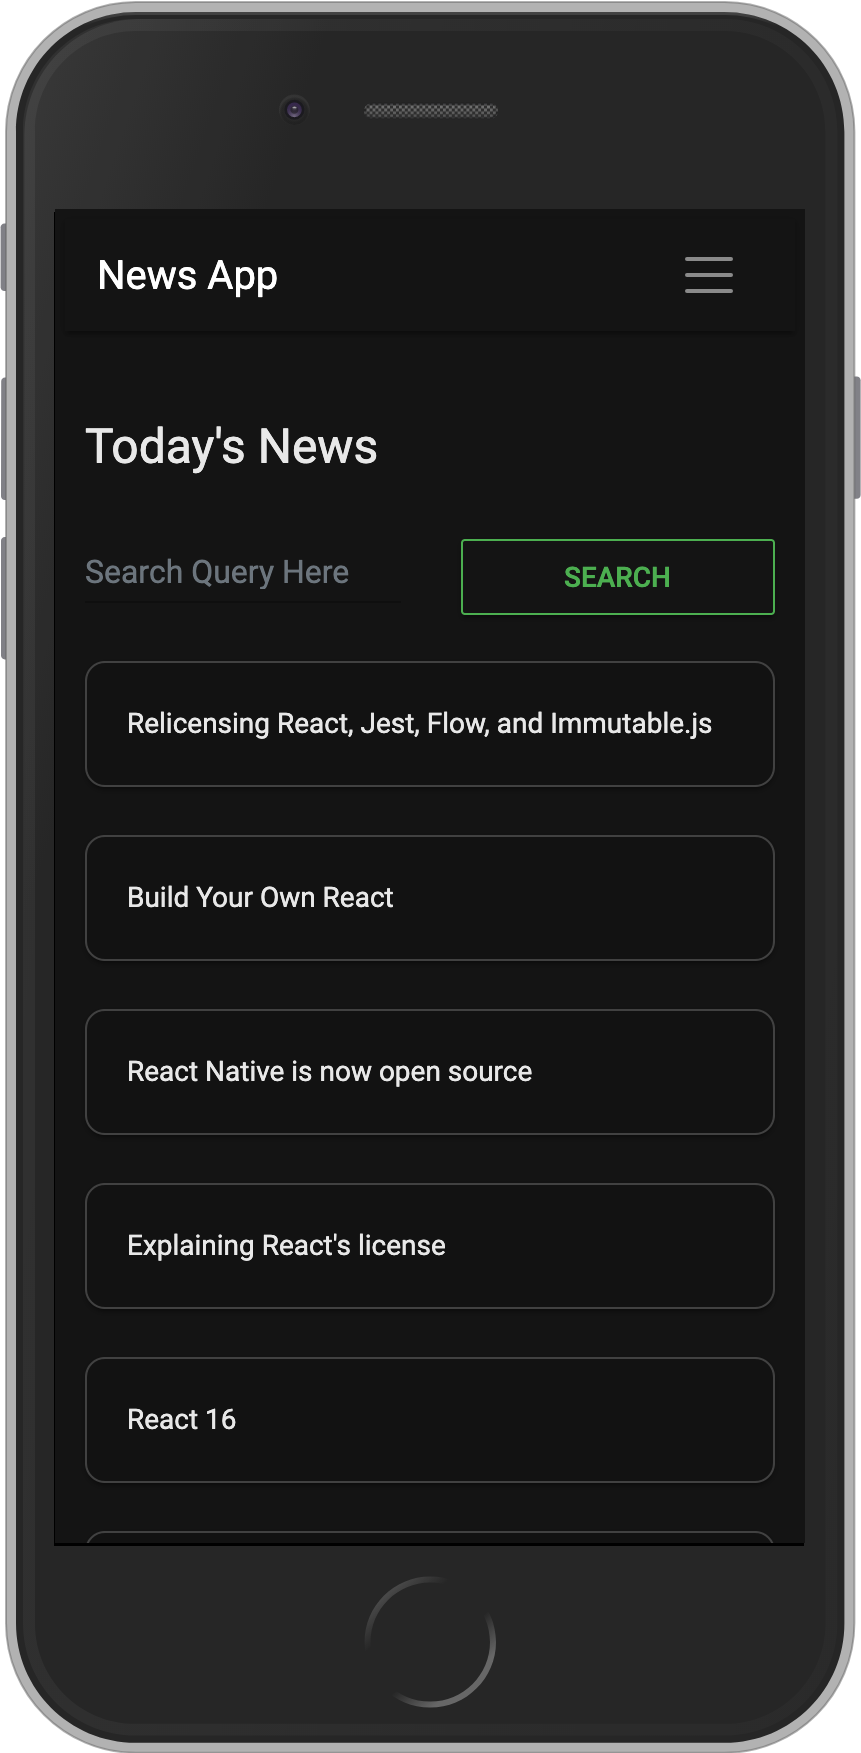 News App
Today's News
Search Query Here
SEARCH
Relicensing React, Jest, Flow, and Immutable.js
Build Your Own React
React Native is now open source
Explaining React's license
React 16